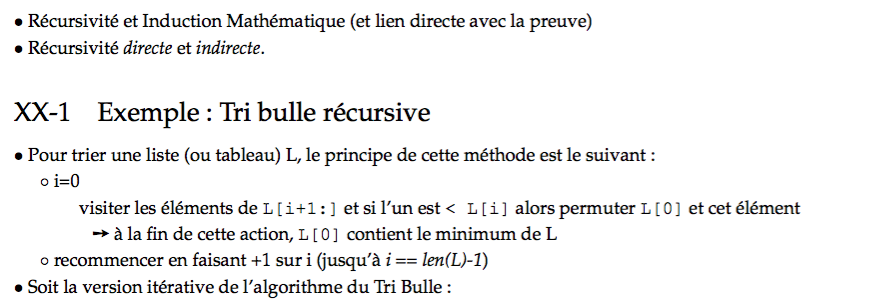 • Récursivité et Induction Mathématique (et lien directe avec la preuve)
• Récursivité directe et indirecte.
XX-1 Exemple : Tri bulle récursive
• Pour trier une liste (ou tableau) L, le principe de cette méthode est le suivant :
◦ i=0
visiter les éléments de L[i+1:] et si l'un est < L[i] alors permuter L[0] et cet élément
➙ à la fin de cette action, L[0] contient le minimum de L
◦ recommencer en faisant +1 sur i (jusqu'à i == len(L)-1)
• Soit la version itérative de l'algorithme du Tri Bulle :